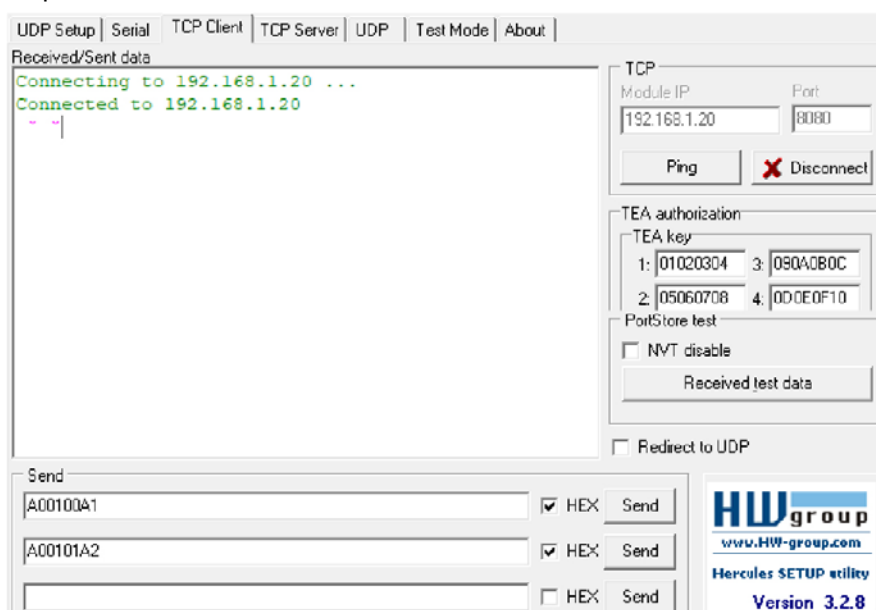 UDP Setup Serial TCP Client TCP Server UDP Test Mode About
Received/Sent data
Connecting to 192.168.1.20 ...
Connected to 192.168.1.20
TCP
Module IP Port
192.168.1.20 8080
Ping Disconnect
TEA authorization
TEA key
1: 01020304 3: 090A0B0C
2: 05060708 4: 0D0E0F10
PortStore test
NVT disable
Received test data
Redirect to UDP
Send
A00100A1 HEX Send
A00101A2 HEX Send
HEX Send
HW group
www.HW-group.com
Hercules SETUP utility
Version 3.2.8